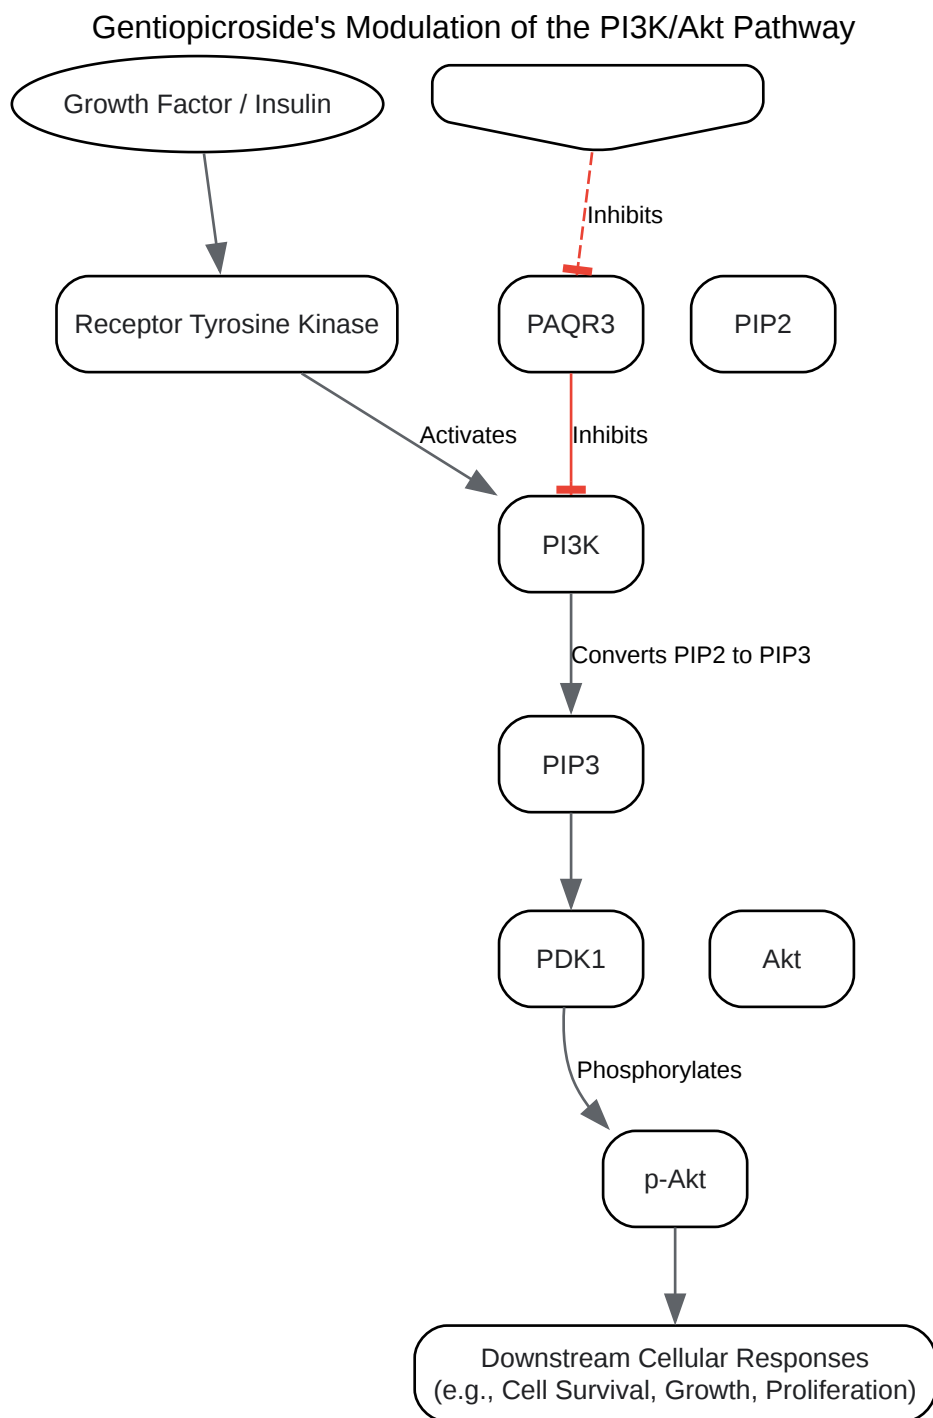 Gentiopicroside's Modulation of the PI3K/Akt Pathway
Growth Factor / Insulin
Inhibits
Receptor Tyrosine Kinase
PAQR3
PIP2
Activates
Inhibits
PI3K
Converts PIP2 to PIP3
PIP3
PDK1
Akt
Phosphorylates
p-Akt
Downstream Cellular Responses
(e.g., Cell Survival, Growth, Proliferation)